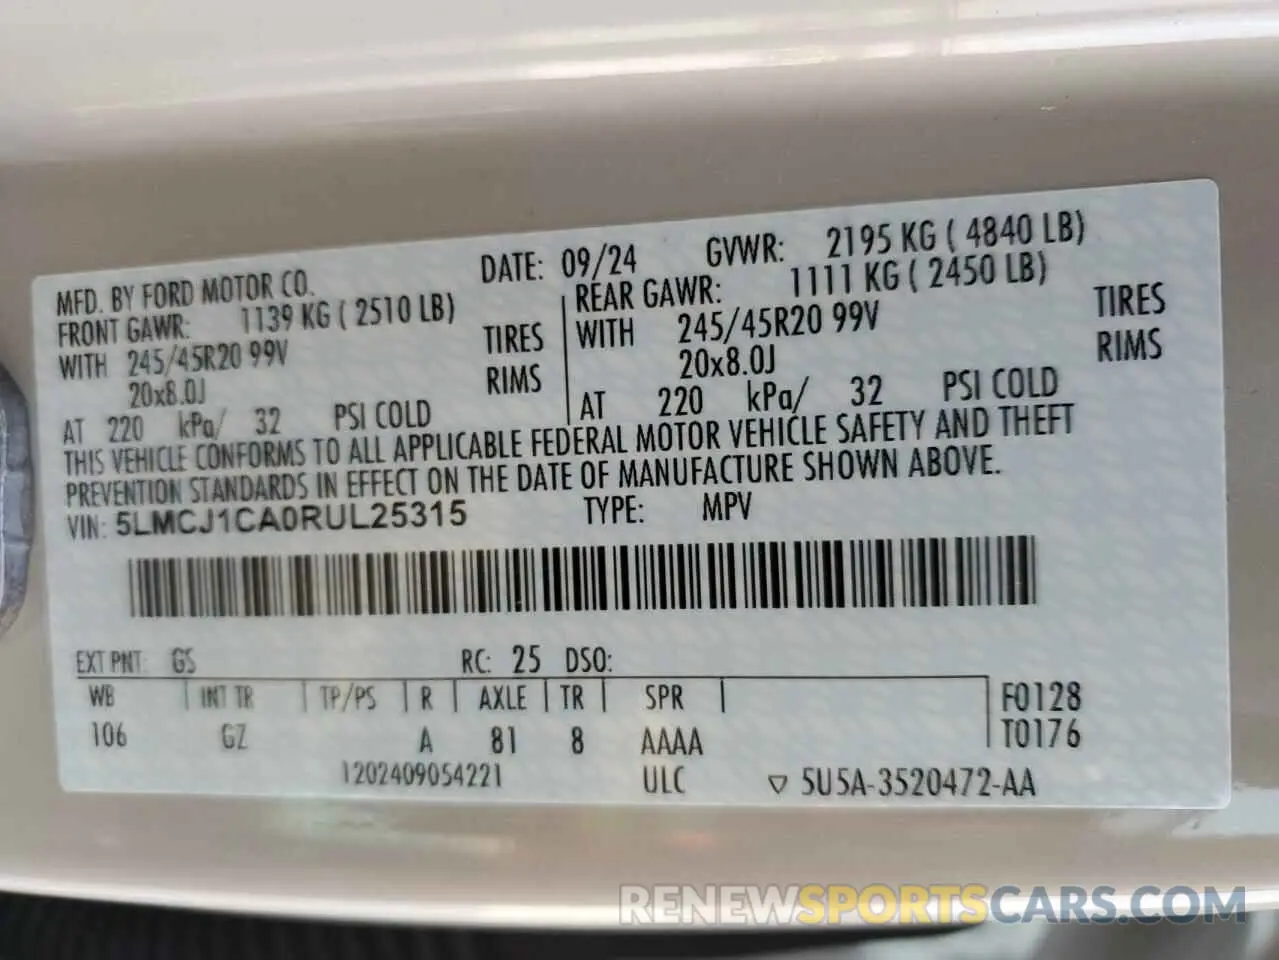 MFD. BY FORD MOTOR CO. DATE: 09/24 GVWR: 2195 KG ( 4840 LB)
FRONT GAWR: 1139 KG ( 2510 LB) REAR GAWR: 1111 KG ( 2450 LB)
WITH 245/45R20 99V TIRES WITH 245/45R20 99V TIRES
20x8.0J RIMS 20x8.0J RIMS
AT 220 kPa/ 32 PSI COLD AT 220 kPa/ 32 PSI COLD
THIS VEHICLE CONFORMS TO ALL APPLICABLE FEDERAL MOTOR VEHICLE SAFETY AND THEFT
PREVENTION STANDARDS IN EFFECT ON THE DATE OF MANUFACTURE SHOWN ABOVE.
VIN: 5LMCJ1CA0RUL25315 TYPE: MPV
EXT PNT: GS RC: 25 DSO:
WB INT TR TP/PS R AXLE TR SPR F0128
106 GZ A 81 8 AAAA T0176
1202409054221 ULC ▽ 5U5A-3520472-AA
RENEWSPORTSCARS.COM